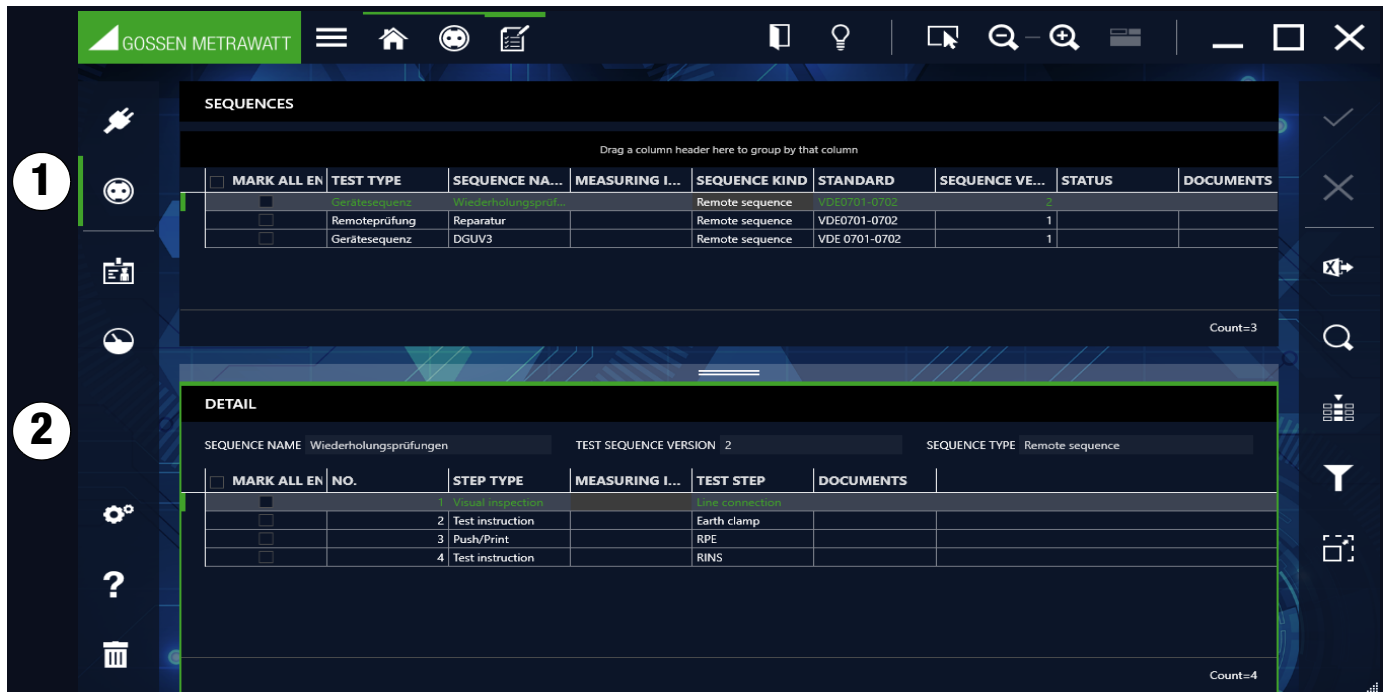 GOSSEN METRAWATT
SEQUENCES
Drag a column header here to group by that column
1
MARK ALL EN TEST TYPE SEQUENCE NA... MEASURING I... SEQUENCE KIND STANDARD SEQUENCE VE... STATUS DOCUMENTS
Gerätesequenz Wiederholungsprüf... Remote sequence VDE0701-0702 2
Remoteprüfung Reparatur Remote sequence VDE0701-0702 1
Gerätesequenz DGUV3 Remote sequence VDE 0701-0702 1
Count=3
DETAIL
2
SEQUENCE NAME Wiederholungsprüfungen TEST SEQUENCE VERSION 2 SEQUENCE TYPE Remote sequence
MARK ALL EN NO. STEP TYPE MEASURING I... TEST STEP DOCUMENTS
1 Visual inspection Line connection
2 Test instruction Earth clamp
3 Push/Print RPE
4 Test instruction RINS
?
Count=4